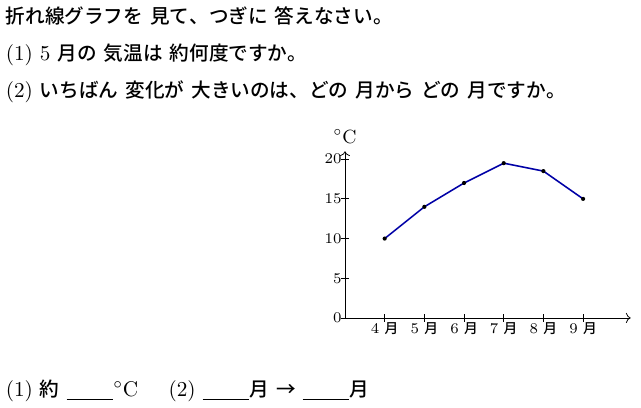 折れ線グラフを 見て、つぎに 答えなさい。
(1) 5 月の 気温は 約何度ですか。
(2) いちばん 変化が 大きいのは、どの 月から どの 月ですか。
°C
20
15
10
5
0
4 月 5 月 6 月 7 月 8 月 9 月
(1) 約 ____°C (2) ____月 → ____月